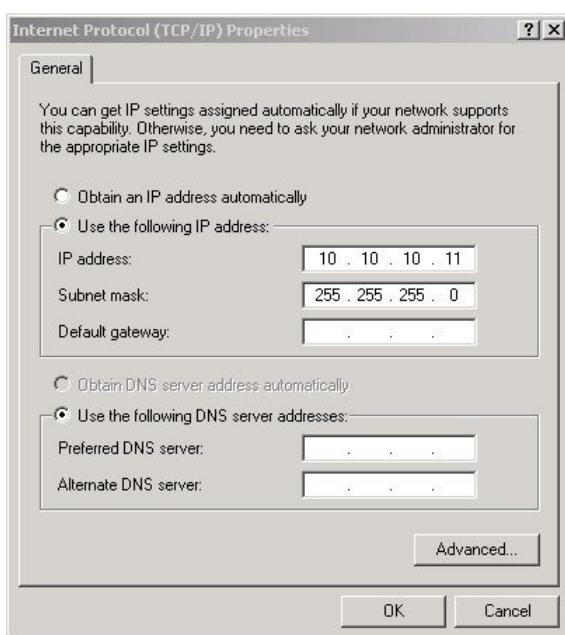 Internet Protocol (TCP/IP) Properties
General
You can get IP settings assigned automatically if your network supports
this capability. Otherwise, you need to ask your network administrator for
the appropriate IP settings.
Obtain an IP address automatically
Use the following IP address:
IP address: 10 . 10 . 10 . 11
Subnet mask: 255 . 255 . 255 . 0
Default gateway: . . .
Obtain DNS server address automatically
Use the following DNS server addresses:
Preferred DNS server: . . .
Alternate DNS server: . . .
Advanced...
OK Cancel